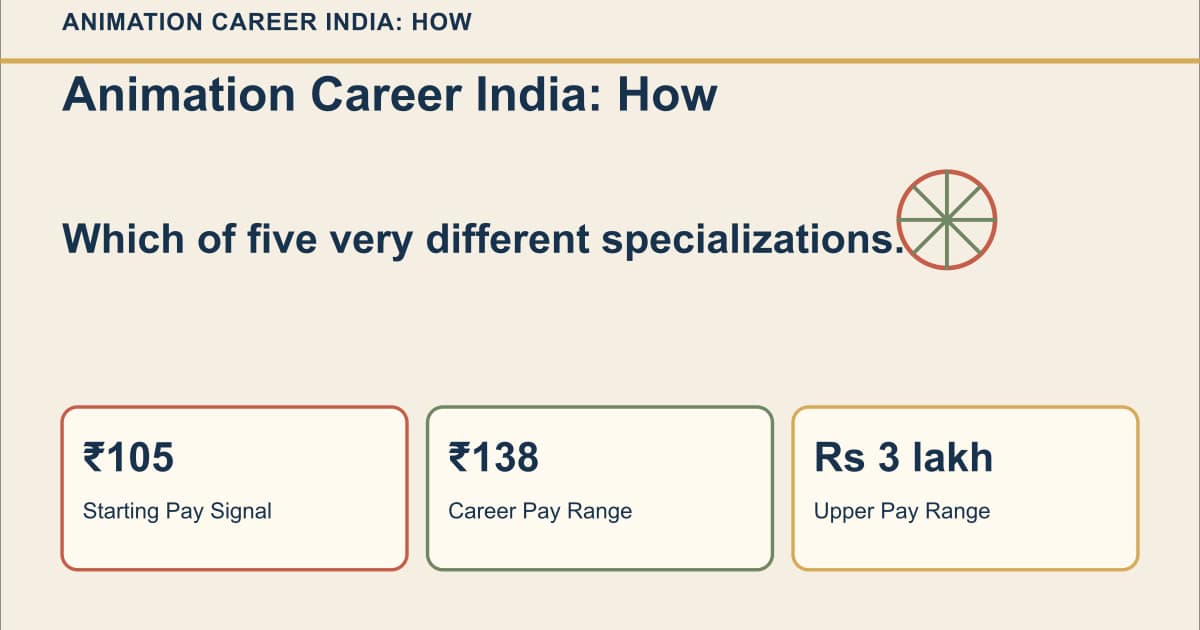 ANIMATION CAREER INDIA: HOW
Animation Career India: How
Which of five very different specializations.
₹105
Starting Pay Signal
₹138
Career Pay Range
Rs 3 lakh
Upper Pay Range